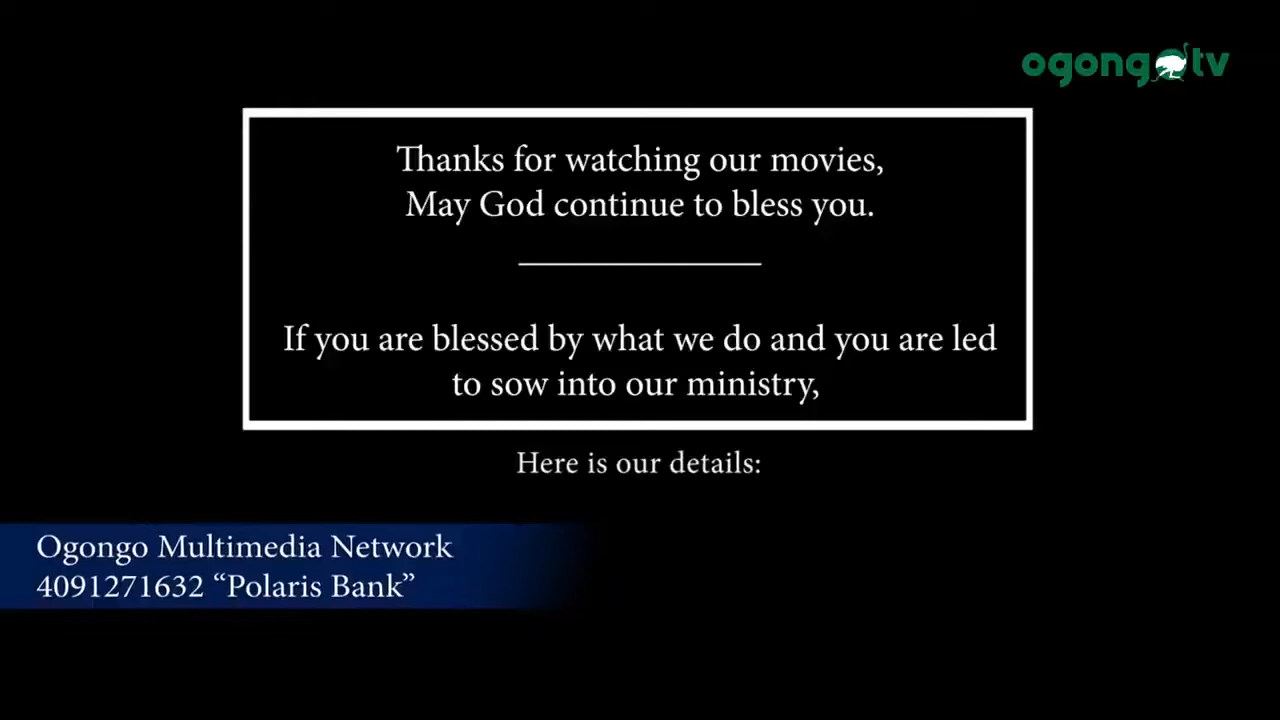 ogongotv
Thanks for watching our movies,
May God continue to bless you.
If you are blessed by what we do and you are led
to sow into our ministry,
Here is our details:
Ogongo Multimedia Network
4091271632 “Polaris Bank”